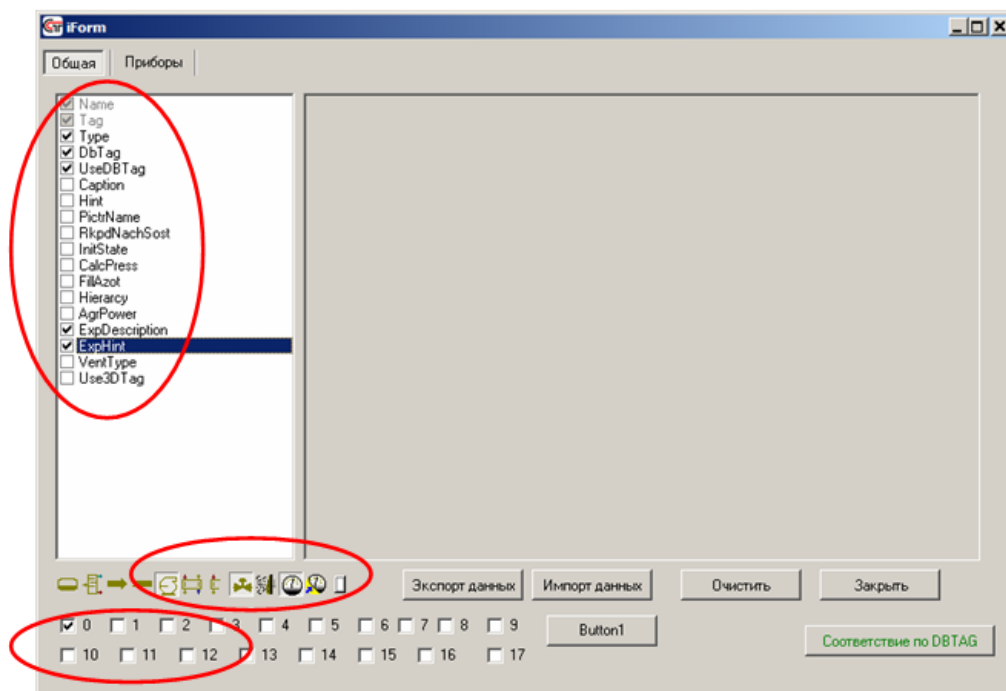 iForm
Общая Приборы
Name
Tag
Type
DbTag
UseDBTag
Caption
Hint
PictrName
RkpdNachSost
InitState
CalcPress
FillAzot
Hierarcy
AgrPower
ExpDescription
ExpHint
VentType
Use3DTag
Экспорт данных Импорт данных Очистить Закрыть
0 1 2 3 4 5 6 7 8 9 Button1
10 11 12 13 14 15 16 17 Соответствие по DBTAG